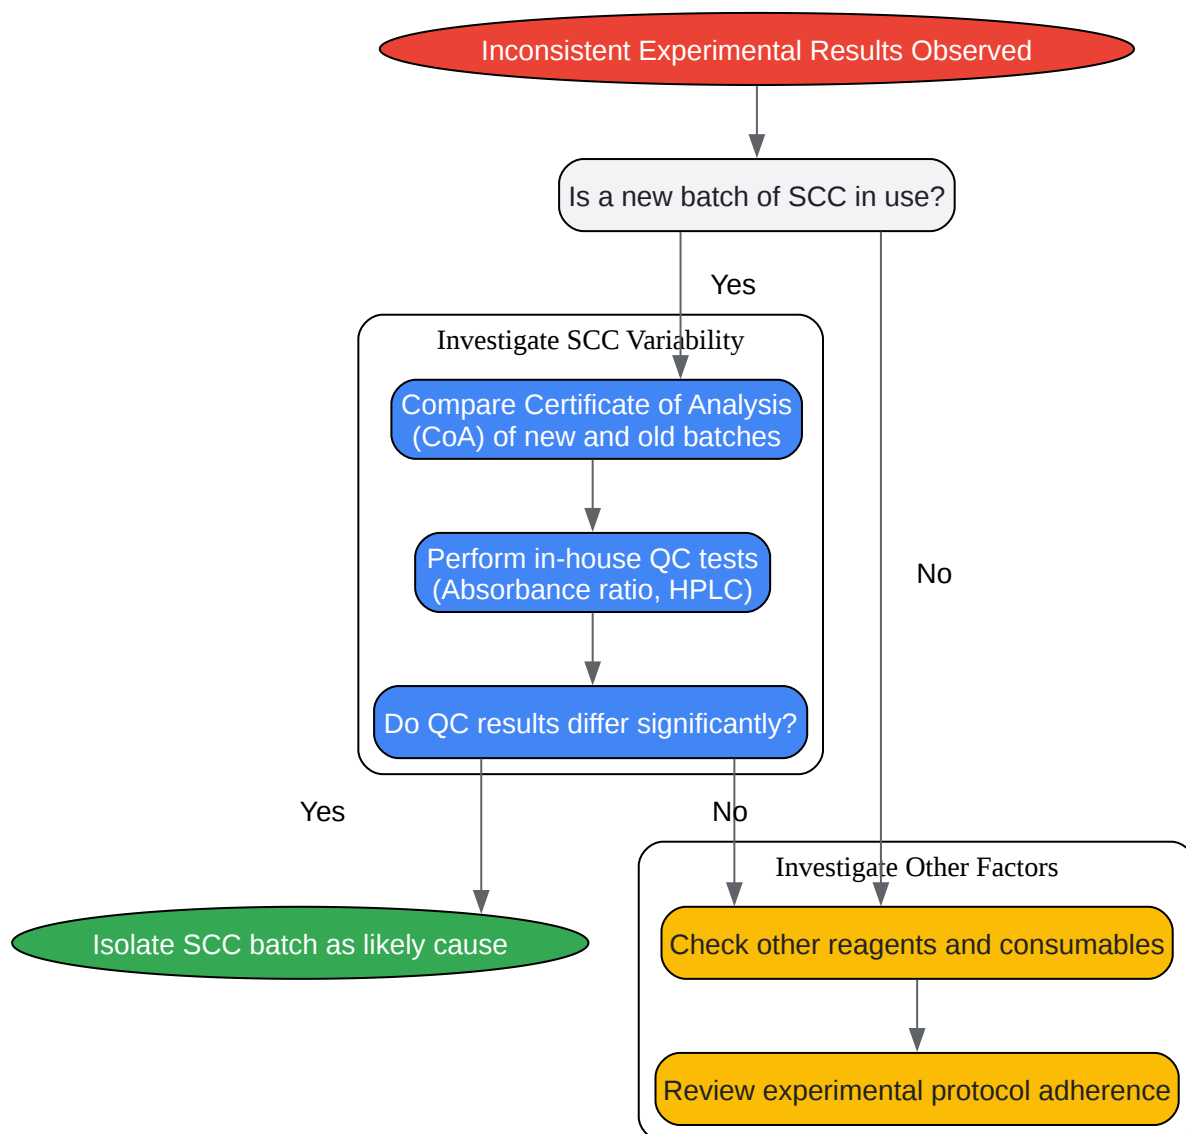 Inconsistent Experimental Results Observed
Is a new batch of SCC in use?
Yes
Investigate SCC Variability
Compare Certificate of Analysis
(CoA) of new and old batches
Perform in-house QC tests
(Absorbance ratio, HPLC)
No
Do QC results differ significantly?
Yes
No
Investigate Other Factors
Isolate SCC batch as likely cause
Check other reagents and consumables
Review experimental protocol adherence